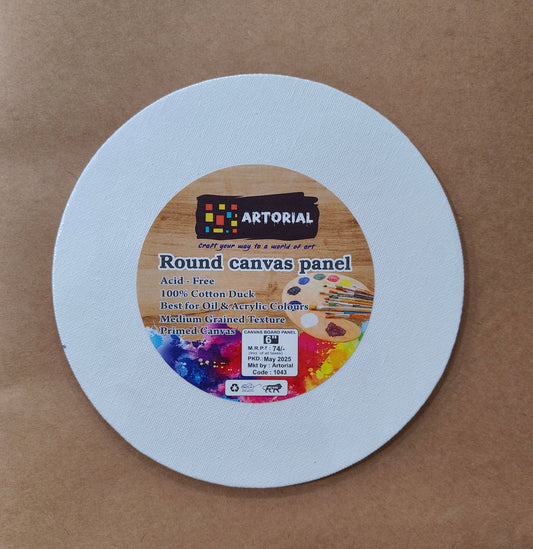 ARTORIAL
Craft your way to a world of art
Round canvas panel
Acid - Free
100% Cotton Duck
Best for Oil & Acrylic Colours
Medium Grained Texture
Primed Canvas
CANVAS BOARD PANEL
6"
M.R.P.₹ : 74/-
(Incl. of all taxes)
PKD.: May 2025
Mkt by : Artorial
Code : 1043